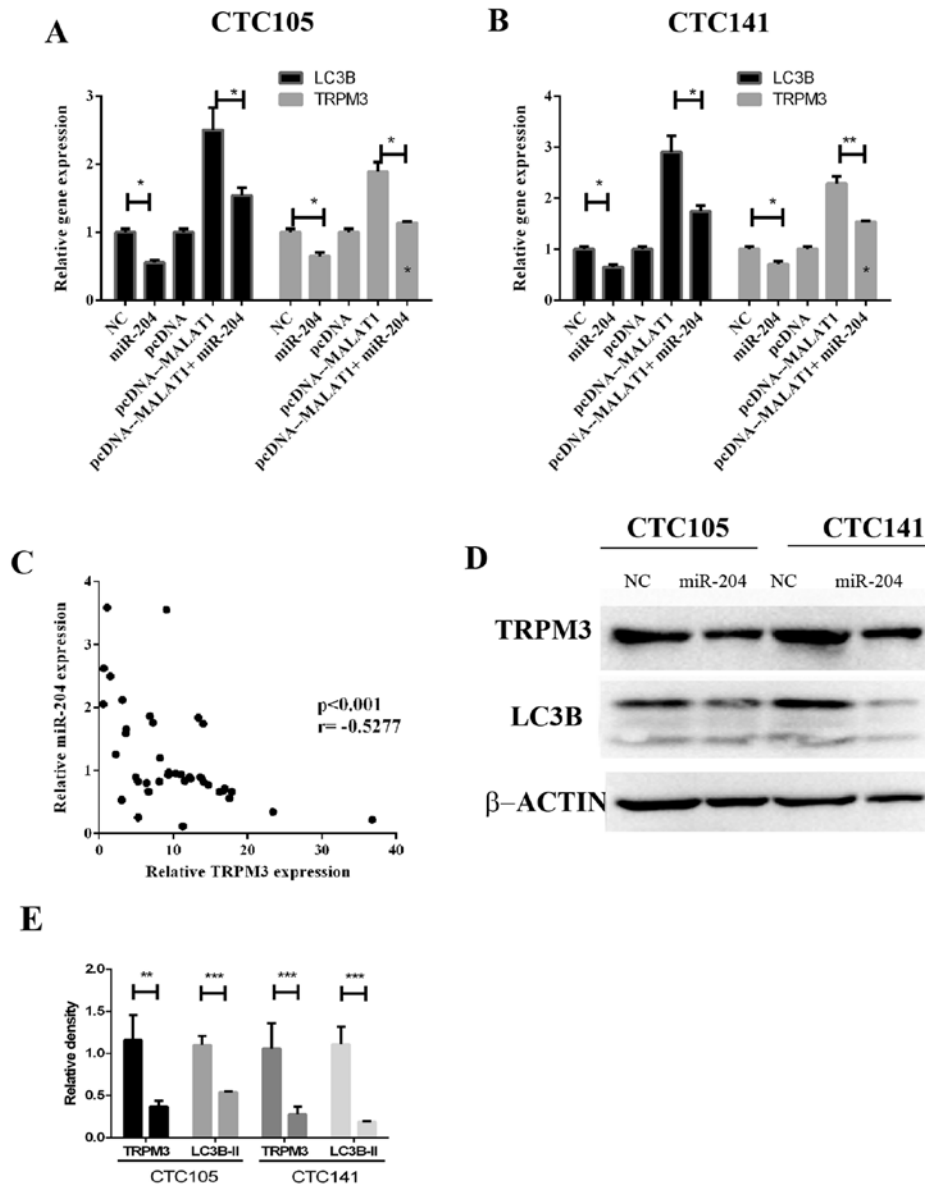 A
CTC105
LC3B
TRPM3
Relative gene expression
3
2
1
0
*
*
*
*
*
NC
miR-204
pcDNA
pcDNA--MALAT1
pcDNA--MALAT1+ miR-204
NC
miR-204
pcDNA
pcDNA--MALAT1
pcDNA--MALAT1+ miR-204
B
CTC141
LC3B
TRPM3
Relative gene expression
4
3
2
1
0
*
*
*
**
*
NC
miR-204
pcDNA
pcDNA--MALAT1
pcDNA--MALAT1+ miR-204
NC
miR-204
pcDNA
pcDNA--MALAT1
pcDNA--MALAT1+ miR-204
C
Relative miR-204 expression
4
3
2
1
0
p<0.001
r= -0.5277
0 10 20 30 40
Relative TRPM3 expression
D
CTC105 CTC141
NC miR-204 NC miR-204
TRPM3
LC3B
β-ACTIN
E
Relative density
2.0
1.5
1.0
0.5
0.0
** *** *** ***
TRPM3 LC3B-II TRPM3 LC3B-II
CTC105 CTC141